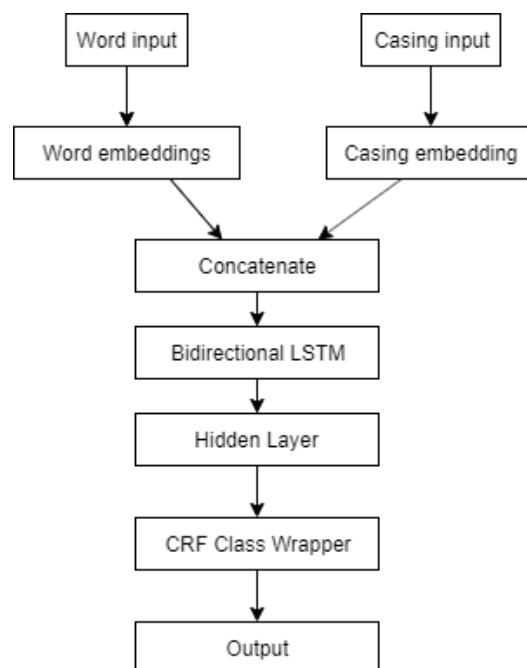 Word input
Casing input
Word embeddings
Casing embedding
Concatenate
Bidirectional LSTM
Hidden Layer
CRF Class Wrapper
Output